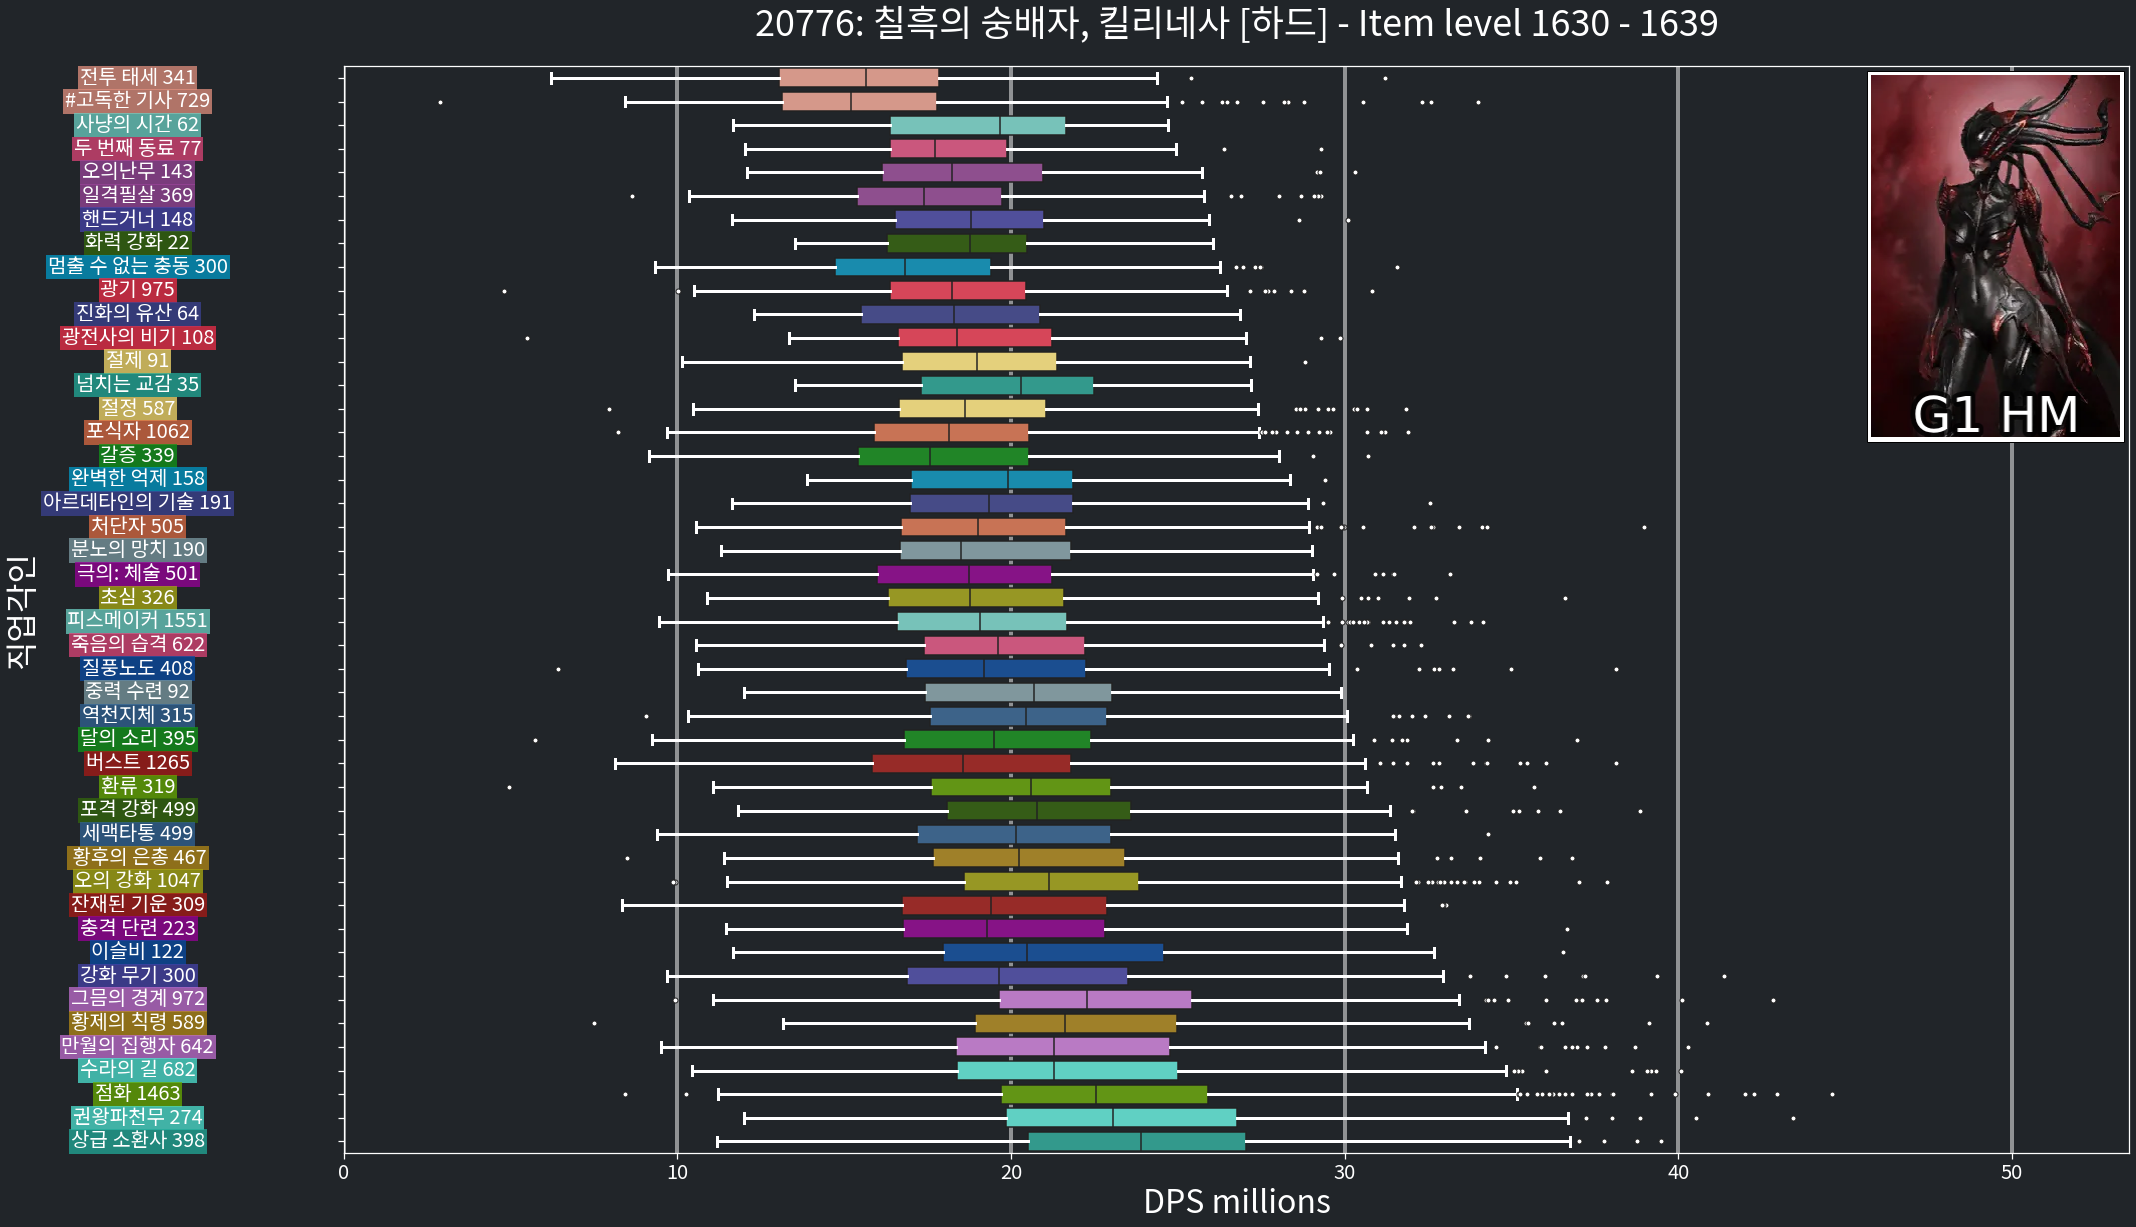 20776: 칠흑의 숭배자, 킬리네사 [하드] - Item level 1630 - 1639
전투 태세 341
#고독한 기사 729
사냥의 시간 62
두 번째 동료 77
오의난무 143
일격필살 369
핸드거너 148
화력 강화 22
멈출 수 없는 충동 300
광기 975
진화의 유산 64
광전사의 비기 108
절제 91
넘치는 교감 35
절정 587
포식자 1062
갈증 339
완벽한 억제 158
아르데타인의 기술 191
처단자 505
분노의 망치 190
극의: 체술 501
초심 326
피스메이커 1551
죽음의 습격 622
질풍노도 408
중력 수련 92
역천지체 315
달의 소리 395
버스트 1265
환류 319
포격 강화 499
세맥타통 499
황후의 은총 467
오의 강화 1047
잔재된 기운 309
충격 단련 223
이슬비 122
강화 무기 300
그믐의 경계 972
황제의 칙령 589
만월의 집행자 642
수라의 길 682
점화 1463
권왕파천무 274
상급 소환사 398
직업각인
G1 HM
0 10 20 30 40 50
DPS millions